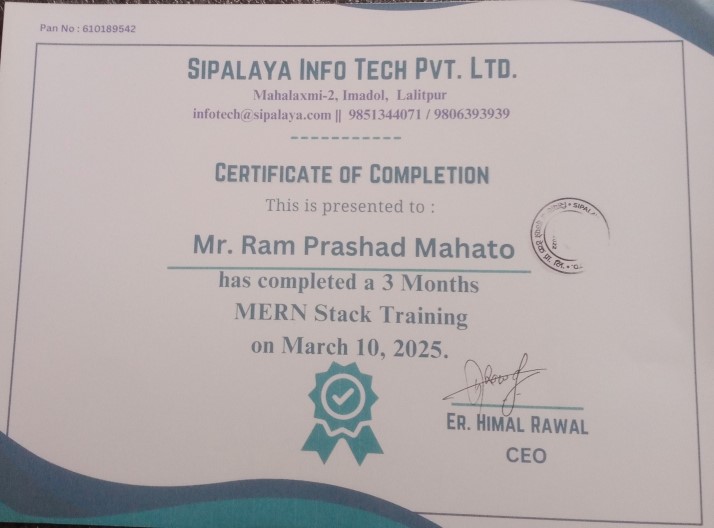 Pan No : 610189542
SIPALAYA INFO TECH PVT. LTD.
Mahalaxmi-2, Imadol, Lalitpur
infotech@sipalaya.com || 9851344071 / 9806393939
CERTIFICATE OF COMPLETION
This is presented to :
Mr. Ram Prashad Mahato
has completed a 3 Months
MERN Stack Training
on March 10, 2025.
ER. HIMAL RAWAL
CEO